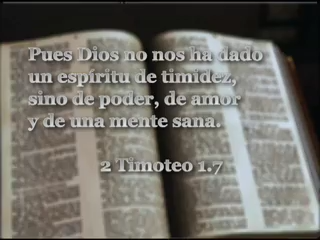 Pues Dios no nos ha dado
un espíritu de timidez,
sino de poder, de amor
y de una mente sana.
2 Timoteo 1.7